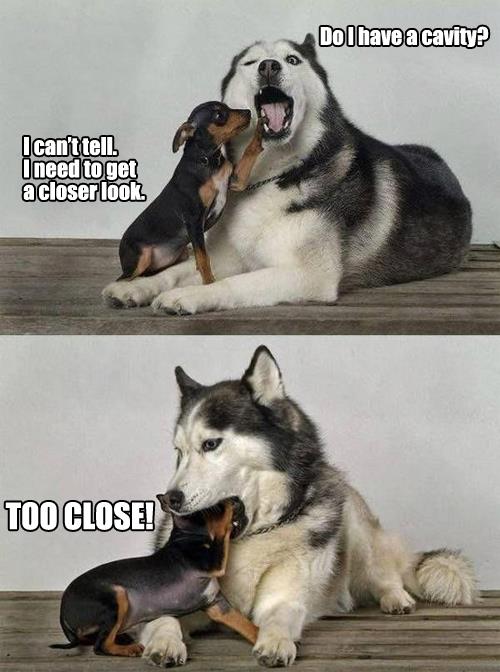 Do I have a cavity?
I can't tell.
I need to get
a closer look.
TOO CLOSE!